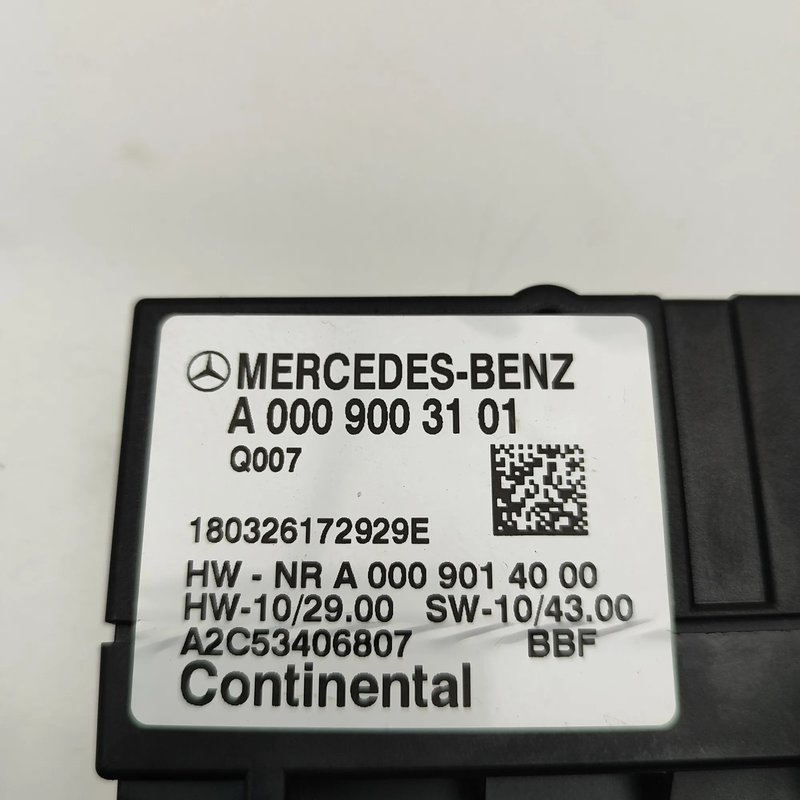 MERCEDES-BENZ
A 000 900 31 01
Q007
180326172929E
HW - NR A 000 901 40 00
HW-10/29.00 SW-10/43.00
A2C53406807 BBF
Continental